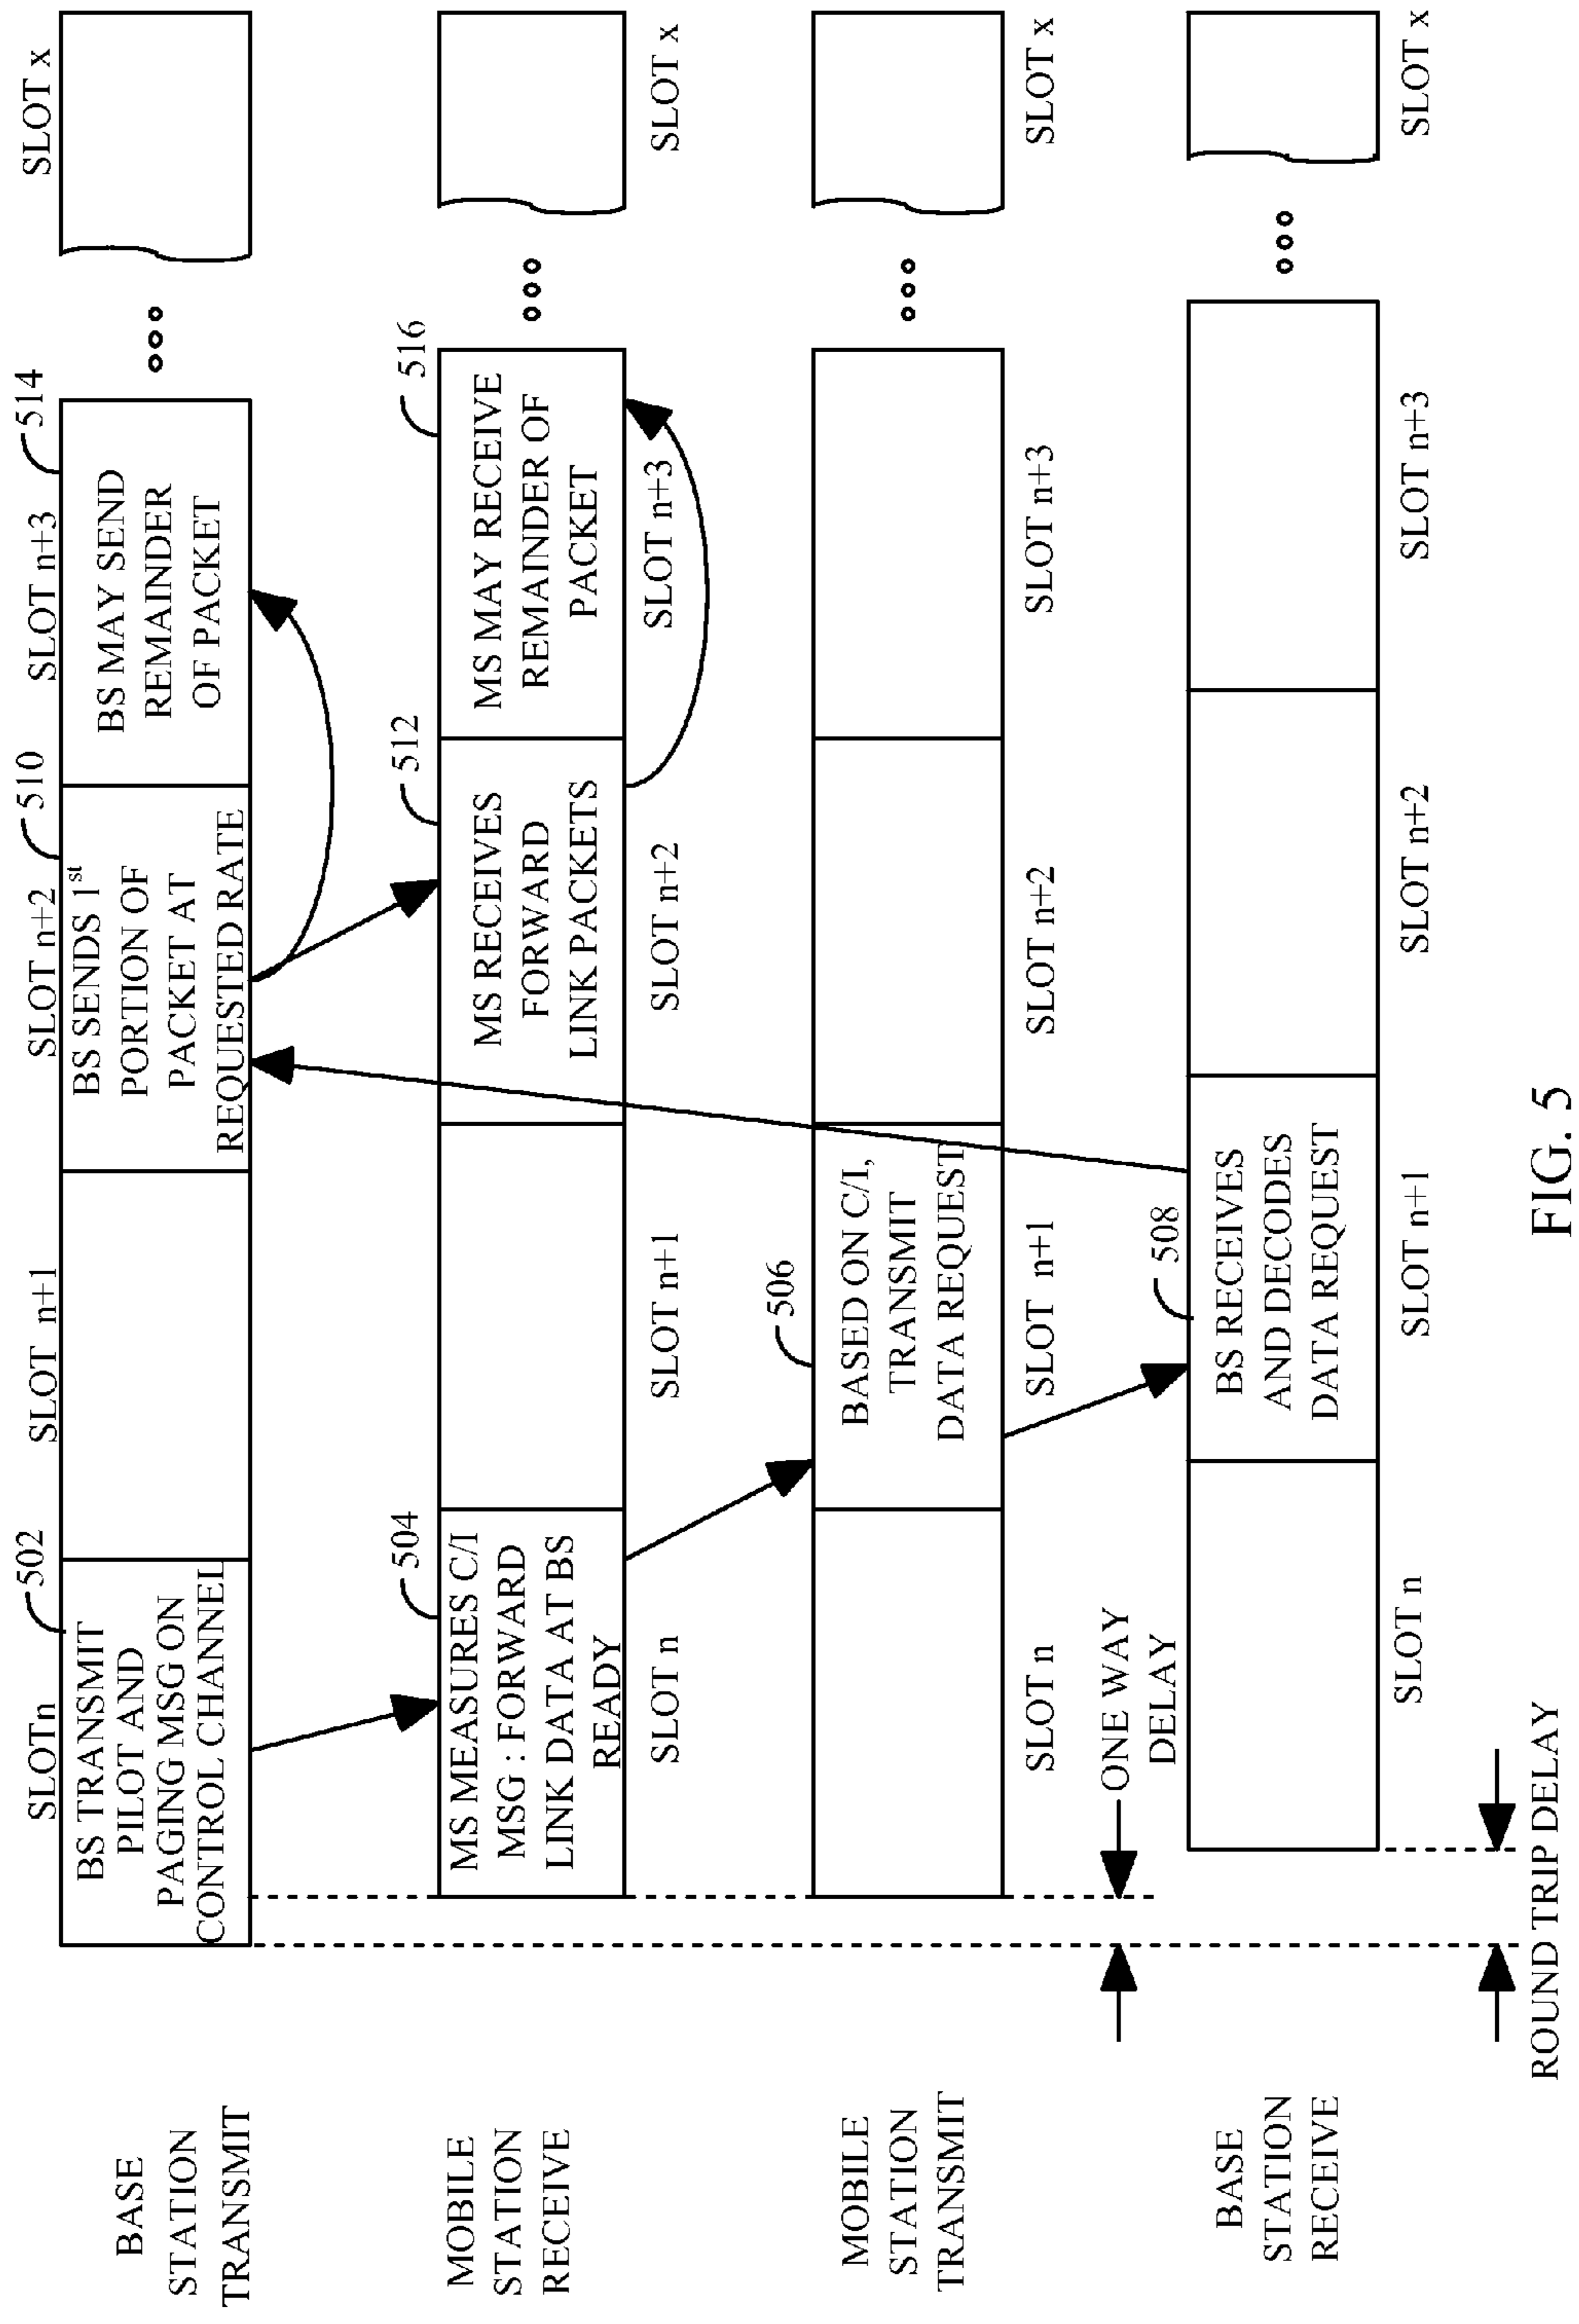 BASE
STATION
TRANSMIT
SLOTn
502
BS TRANSMIT
PILOT AND
PAGING MSG ON
CONTROL CHANNEL
SLOT n+1
SLOT n+2
510
BS SENDS 1st
PORTION OF
PACKET AT
REQUESTED RATE
SLOT n+3
514
BS MAY SEND
REMAINDER
OF PACKET
SLOT x
MOBILE
STATION
RECEIVE
504
MS MEASURES C/I
MSG : FORWARD
LINK DATA AT BS
READY
SLOT n
SLOT n+1
512
MS RECEIVES
FORWARD
LINK PACKETS
SLOT n+2
516
MS MAY RECEIVE
REMAINDER OF
PACKET
SLOT n+3
SLOT x
MOBILE
STATION
TRANSMIT
SLOT n
506
BASED ON C/I,
TRANSMIT
DATA REQUEST
SLOT n+1
SLOT n+2
SLOT n+3
SLOT x
ONE WAY
DELAY
BASE
STATION
RECEIVE
SLOT n
508
BS RECEIVES
AND DECODES
DATA REQUEST
SLOT n+1
SLOT n+2
SLOT n+3
SLOT x
ROUND TRIP DELAY
FIG. 5